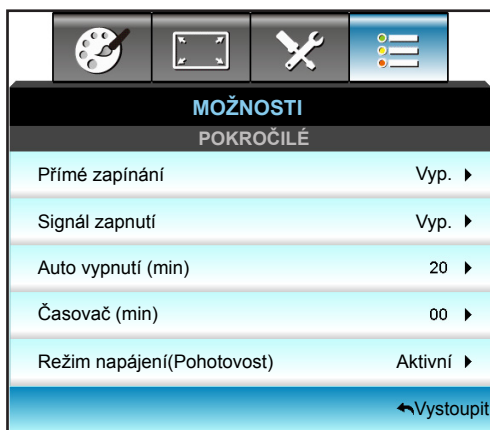 MOŽNOSTI
POKROČILÉ
Přímé zapínání Vyp.
Signál zapnutí Vyp.
Auto vypnutí (min) 20
Časovač (min) 00
Režim napájení(Pohotovost) Aktivní
Vystoupit